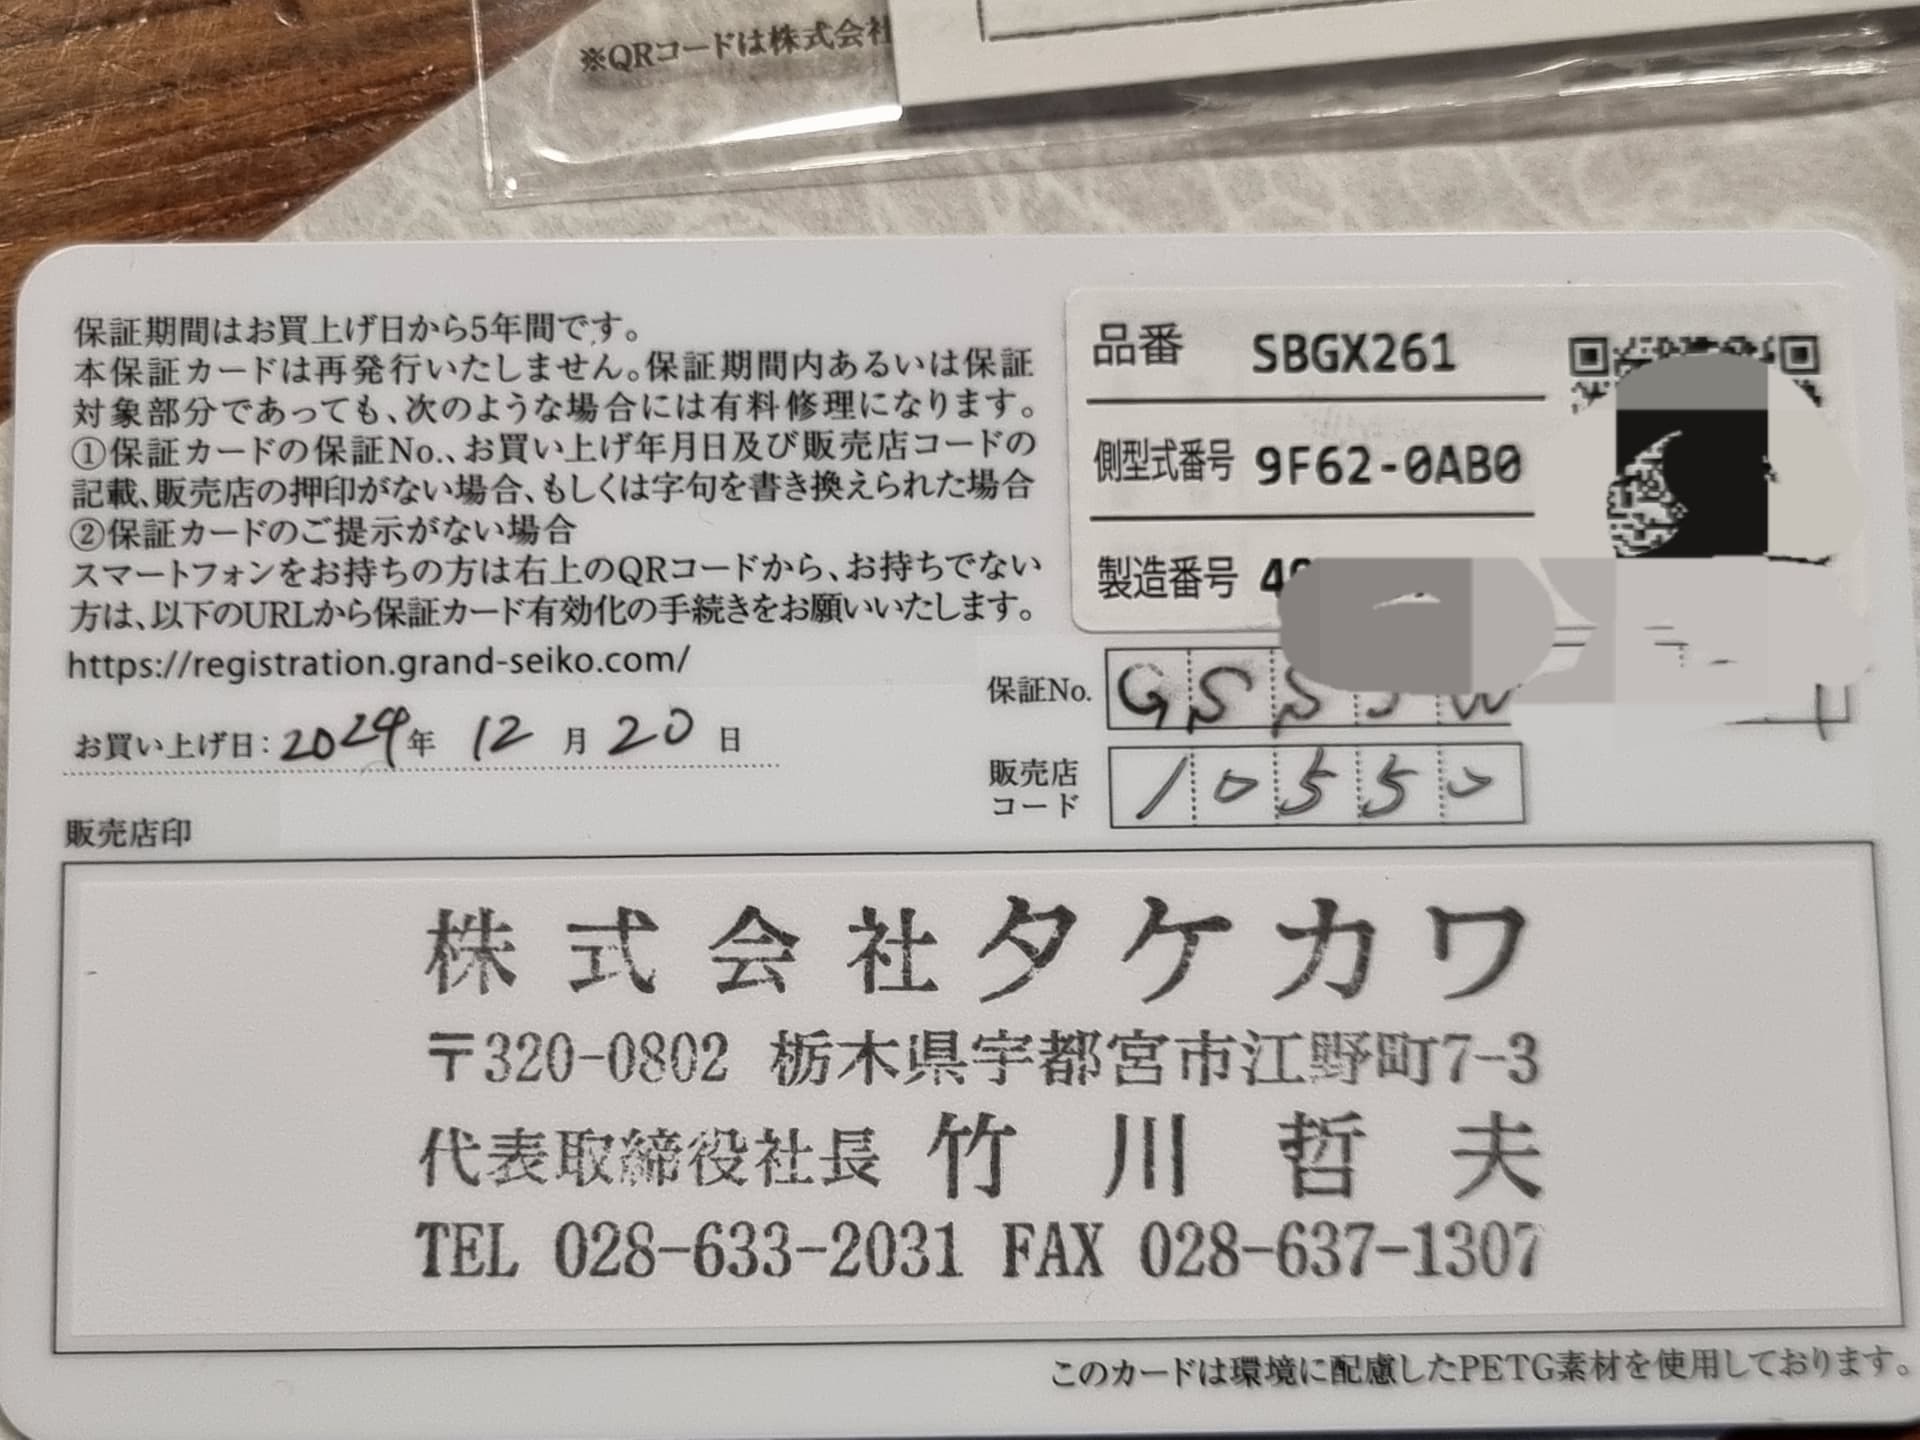 ※QRコードは株式会社
保証期間はお買上げ日から5年間です。
本保証カードは再発行いたしません。保証期間内あるいは保証
対象部分であっても、次のような場合には有料修理になります。
①保証カードの保証No.、お買い上げ年月日及び販売店コードの
記載、販売店の押印がない場合、もしくは字句を書き換えられた場合
②保証カードのご提示がない場合
スマートフォンをお持ちの方は右上のQRコードから、お持ちでない
方は、以下のURLから保証カード有効化の手続きをお願いいたします。
https://registration.grand-seiko.com/
お買い上げ日：2024年 12月 20日
品番 SBGX261
側型式番号 9F62-0AB0
製造番号
保証No. GS
販売店
コード 10550
販売店印
株式会社タケカワ
〒320-0802 栃木県宇都宮市江野町7-3
代表取締役社長 竹川哲夫
TEL 028-633-2031 FAX 028-637-1307
このカードは環境に配慮したPETG素材を使用しております。